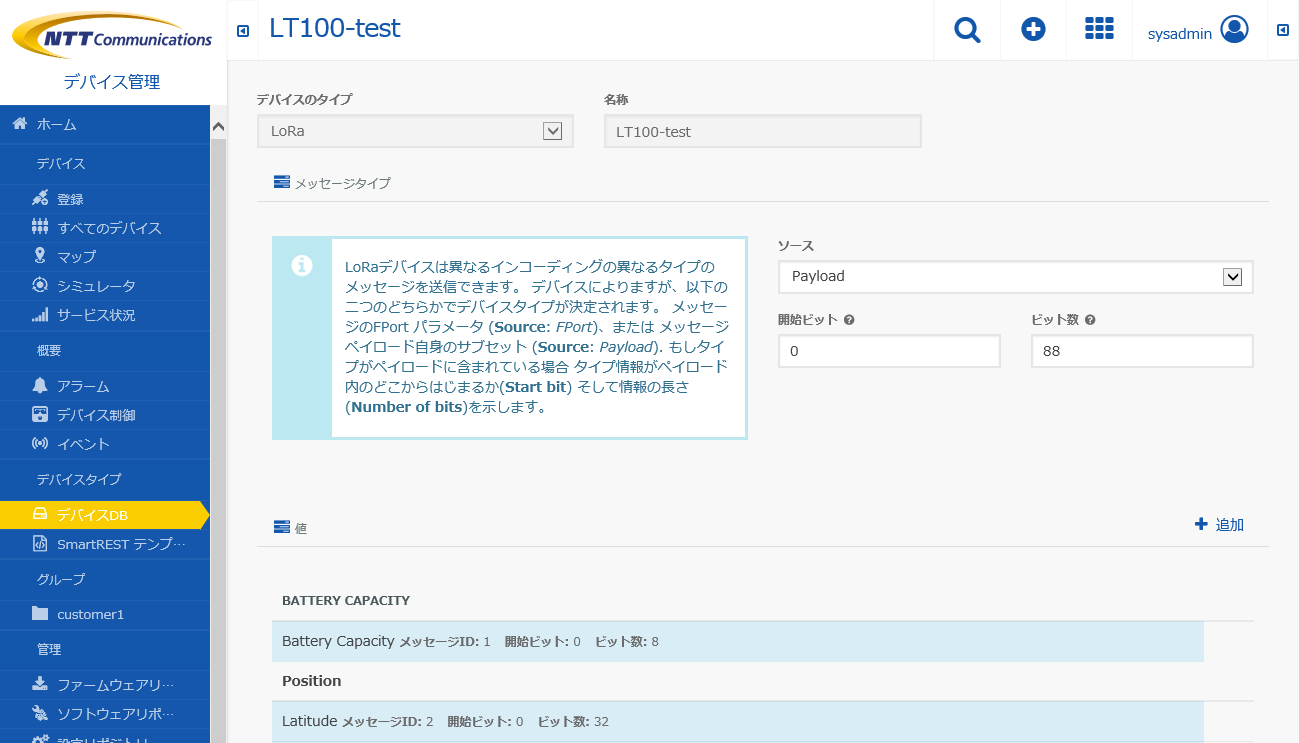 NTT Communications
デバイス管理
ホーム
デバイス
登録
すべてのデバイス
マップ
シミュレータ
サービス状況
概要
アラーム
デバイス制御
イベント
デバイスタイプ
デバイスDB
SmartREST テンプ…
グループ
customer1
管理
ファームウェアリ…
ソフトウェアリポ…
設定リポジトリ
LT100-test
sysadmin
デバイスのタイプ
名称
LoRa
LT100-test
メッセージタイプ
LoRaデバイスは異なるインコーディングの異なるタイプの
メッセージを送信できます。 デバイスによりますが、以下の
二つのどちらかでデバイスタイプが決定されます。 メッセー
ジのFPort パラメータ (Source: FPort)、または メッセージ
ペイロード自身のサブセット (Source: Payload). もしタイ
プがペイロードに含まれている場合 タイプ情報がペイロード
内のどこからはじまるか(Start bit) そして情報の長さ
(Number of bits)を示します。
ソース
Payload
開始ビット
ビット数
0
88
値
追加
BATTERY CAPACITY
Battery Capacity メッセージID: 1 開始ビット: 0 ビット数: 8
Position
Latitude メッセージID: 2 開始ビット: 0 ビット数: 32